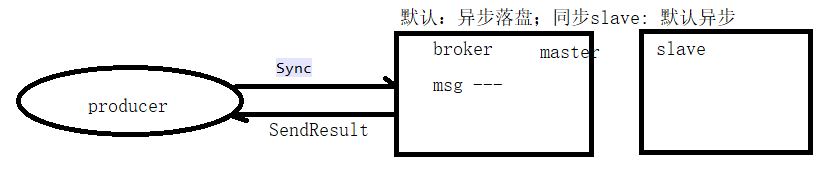 默认：异步落盘；同步slave: 默认异步
broker master slave
Sync
msg ---
producer
SendResult